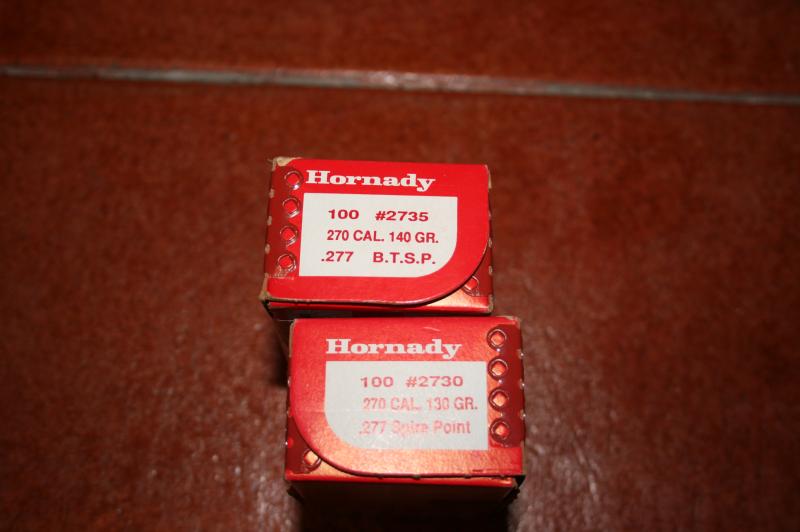 Hornady
100 #2735
270 CAL. 140 GR.
.277 B.T.S.P.
Hornady
100 #2730
270 CAL. 130 GR.
.277 Spire Point